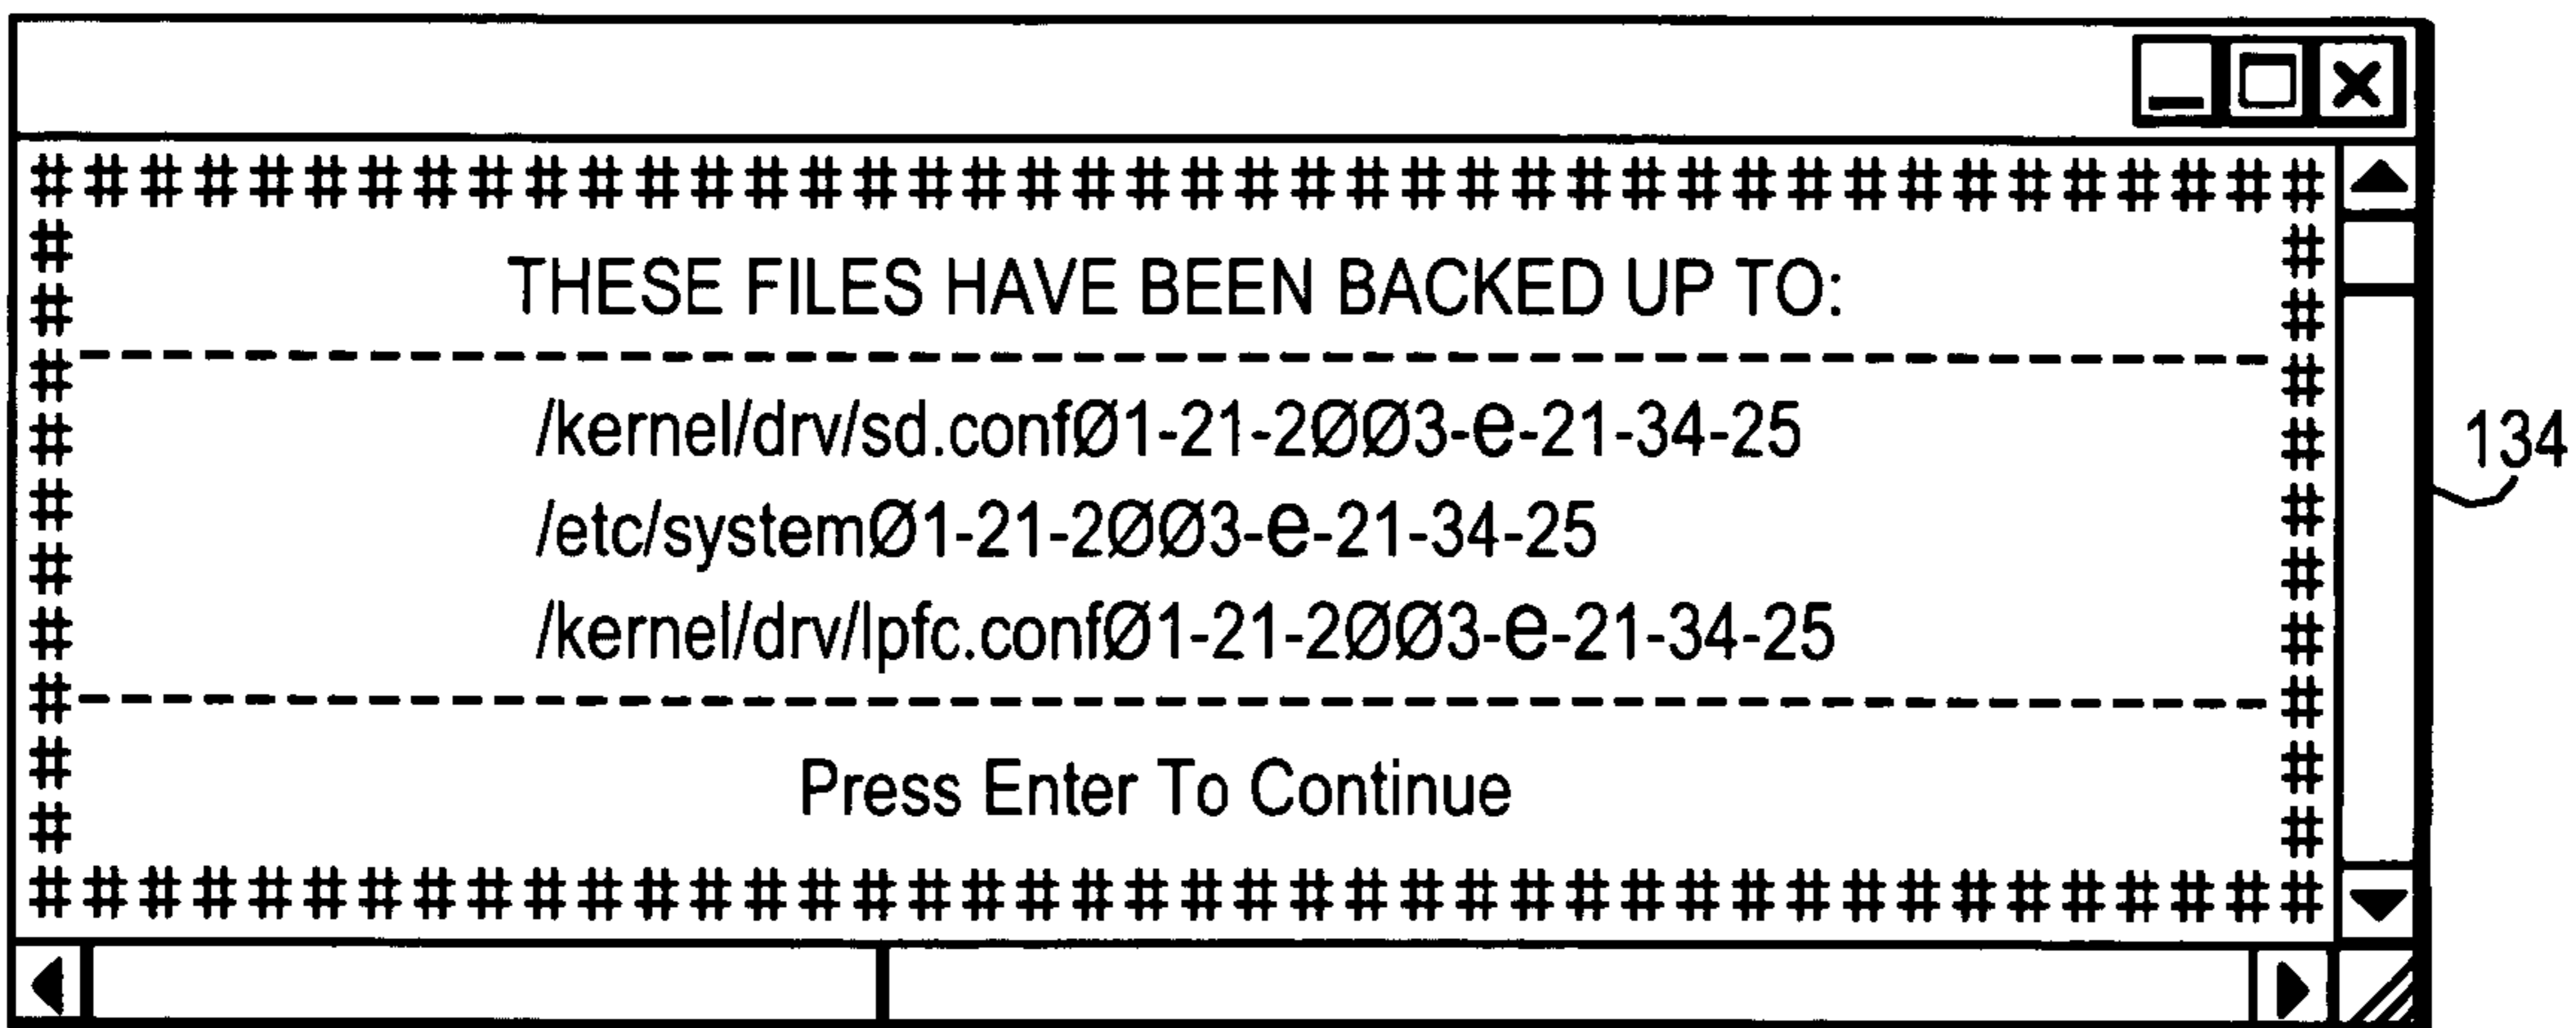 # # # # # # # # # # # # # # # # # # # # # # # # # # # # # # # # # # # # # # # # # #
# #
THESE FILES HAVE BEEN BACKED UP TO:
# #
# -------------------------------------------------- #
# /kernel/drv/sd.confØ1-21-2ØØ3-e-21-34-25 #
134
# /etc/systemØ1-21-2ØØ3-e-21-34-25 #
# #
# /kernel/drv/lpfc.confØ1-21-2ØØ3-e-21-34-25 #
# -------------------------------------------------- #
# Press Enter To Continue #
# #
# # # # # # # # # # # # # # # # # # # # # # # # # # # # # # # # # # # # # # # # # #